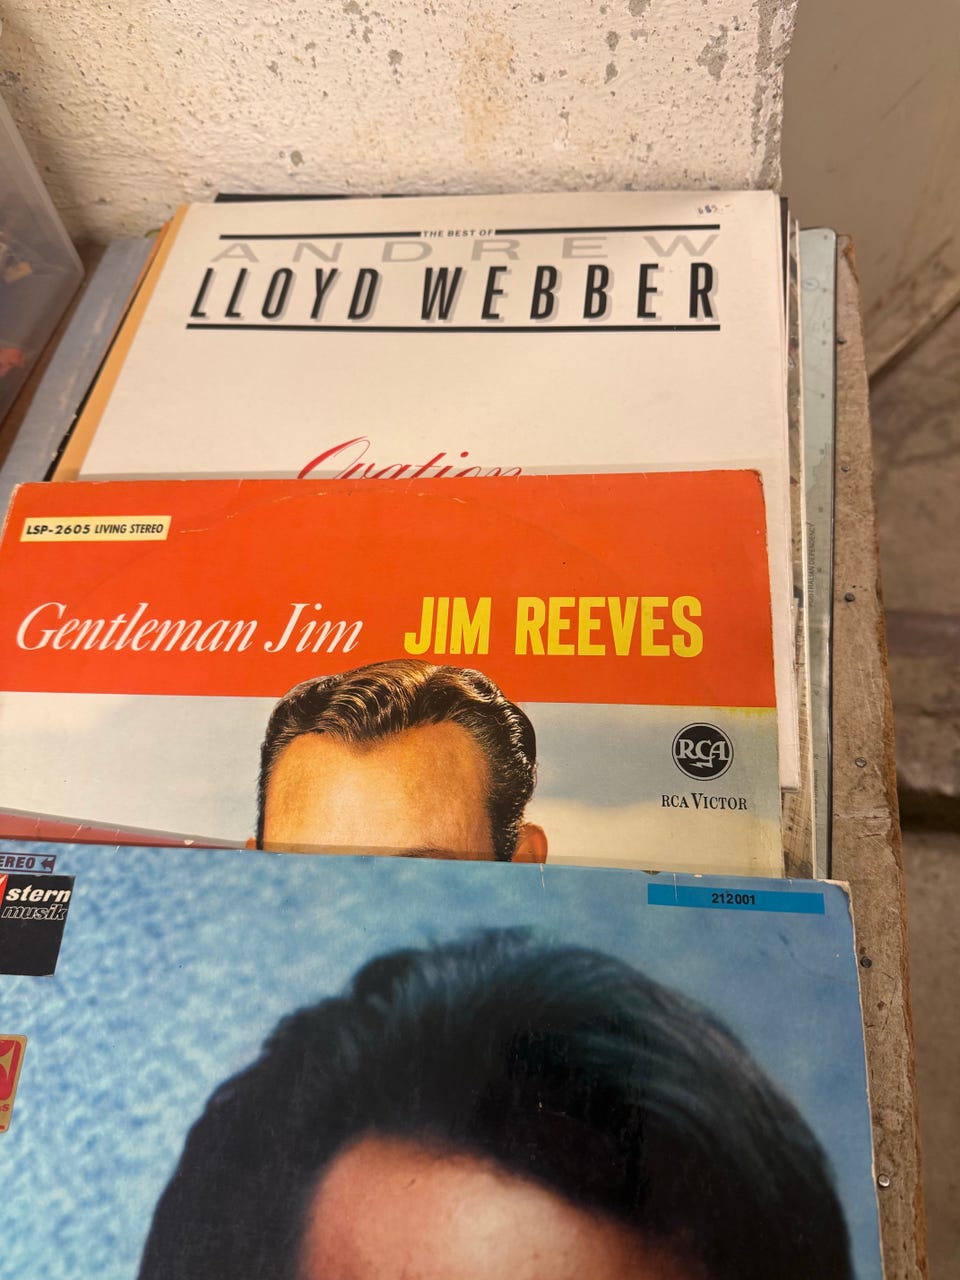 THE BEST OF
ANDREW
LLOYD WEBBER
Ovation
LSP-2605 LIVING STEREO
Gentleman Jim JIM REEVES
RCA
RCA VICTOR
stern
musik
212001